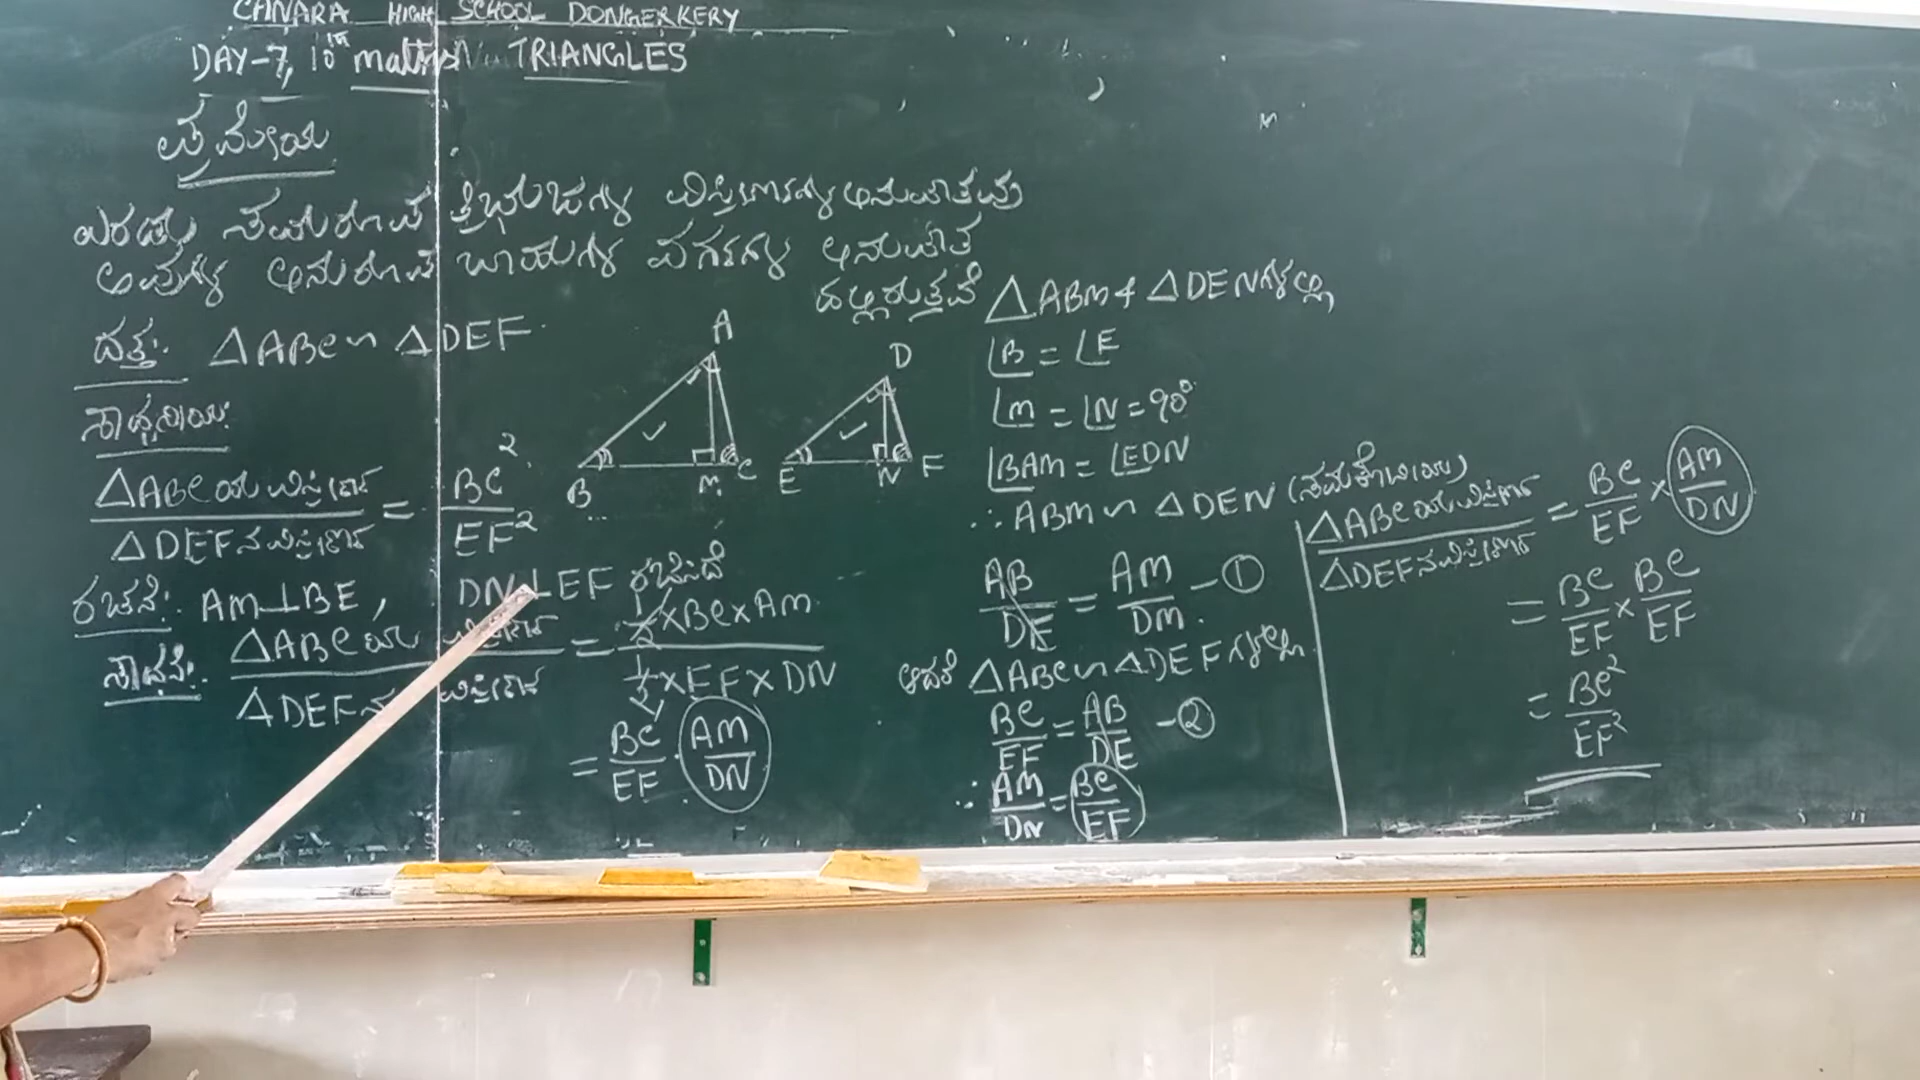 CANARA HIGH SCHOOL DONGERKERY
DAY-7, 10th maths TRIANGLES
ಪ್ರಮೇಯ
ಎರಡು ಸಮರೂಪ ತ್ರಿಭುಜಗಳ ವಿಸ್ತೀರ್ಣಗಳ ಅನುಪಾತವು
ಅವುಗಳ ಅನುರೂಪ ಬಾಹುಗಳ ವರ್ಗಗಳ ಅನುಪಾತ
ದಲ್ಲಿರುತ್ತವೆ
ದತ್ತ: △ABC ∽ △DEF
ಸಾಧನೀಯ:
△ABC ಯ ವಿಸ್ತೀರ್ಣ / △DEF ನ ವಿಸ್ತೀರ್ಣ = BC² / EF²
A
B M C
D
E N F
ರಚನೆ: AM⊥BE, DN⊥EF ರಚಿಸಿದೆ
ಸಾಧನೆ: △ABC ಯ ವಿಸ್ತೀರ್ಣ / △DEF ನ ವಿಸ್ತೀರ್ಣ = ½×BC×AM / ½×EF×DN
= BC/EF · AM/DN
△ABM & △DEN ಗಳಲ್ಲಿ,
∠B = ∠E
∠M = ∠N = 90°
∠BAM = ∠EDN
∴ ABM ∽ △DEN (ಸಮಕೋನೀಯ)
AB/DE = AM/DM. - ①
ಆದರೆ △ABC ∽ △DEF ಗಳಲ್ಲಿ
BC/EF = AB/DE - ②
∴ AM/DN = BC/EF
△ABC ಯ ವಿಸ್ತೀರ್ಣ / △DEF ನ ವಿಸ್ತೀರ್ಣ = BC/EF × AM/DN
= BC/EF × BC/EF
= BC²/EF²